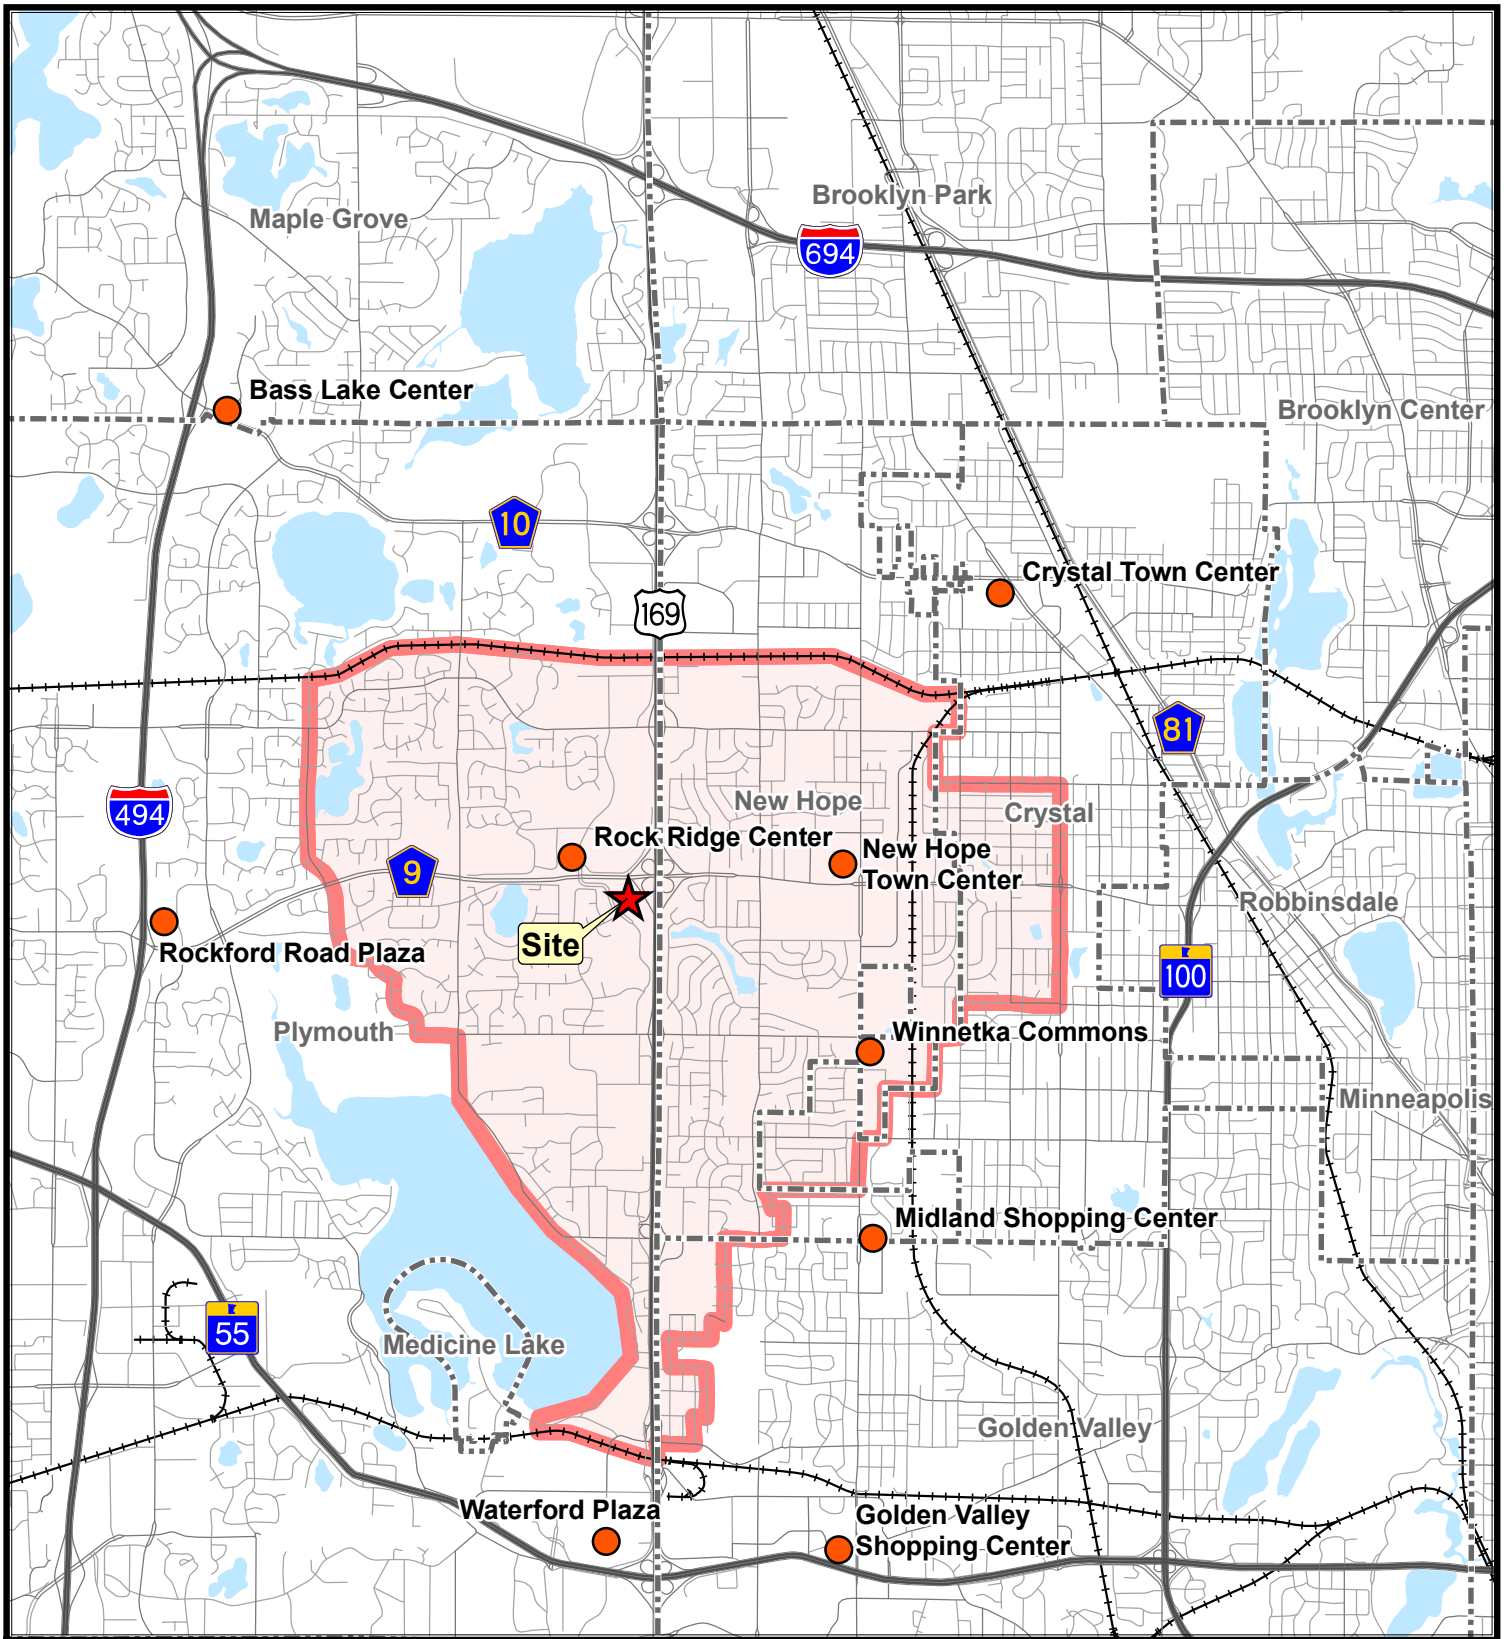 Brooklyn Park
Maple Grove
694
Bass Lake Center
Brooklyn Center
10
Crystal Town Center
169
81
494
New Hope
Crystal
Rock Ridge Center
New Hope
Town Center
9
Robbinsdale
Site
Rockford Road Plaza
100
Plymouth
Winnetka Commons
Minneapolis
Midland Shopping Center
55
Medicine Lake
Golden Valley
Waterford Plaza
Golden Valley
Shopping Center